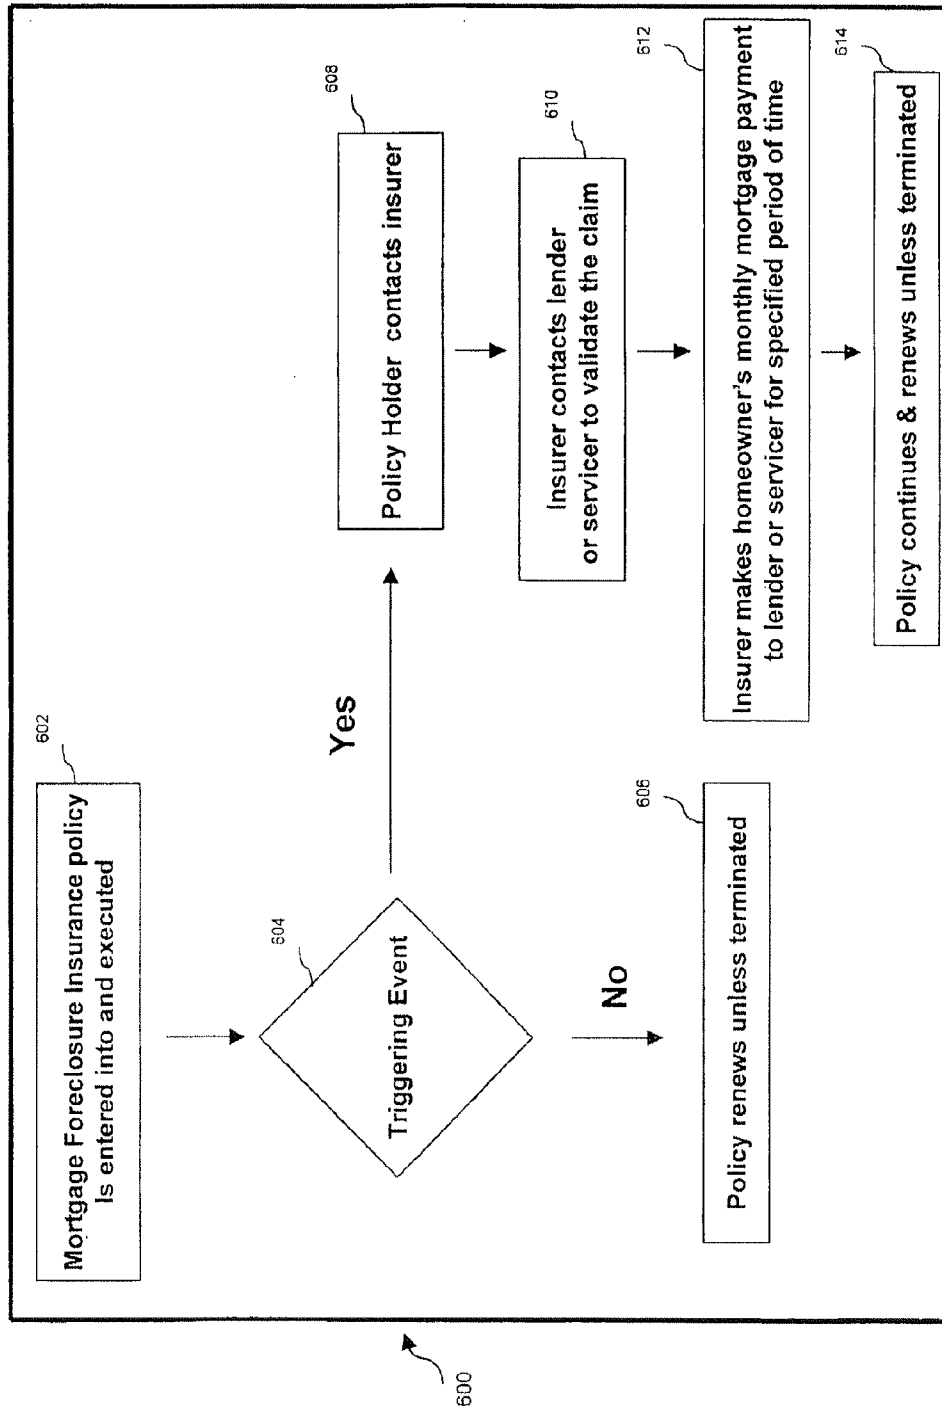 602
Mortgage Foreclosure Insurance policy
Is entered into and executed
604
Triggering Event
Yes
No
606
Policy renews unless terminated
608
Policy Holder contacts insurer
610
Insurer contacts lender
or servicer to validate the claim
612
Insurer makes homeowner's monthly mortgage payment
to lender or servicer for specified period of time
614
Policy continues & renews unless terminated
600